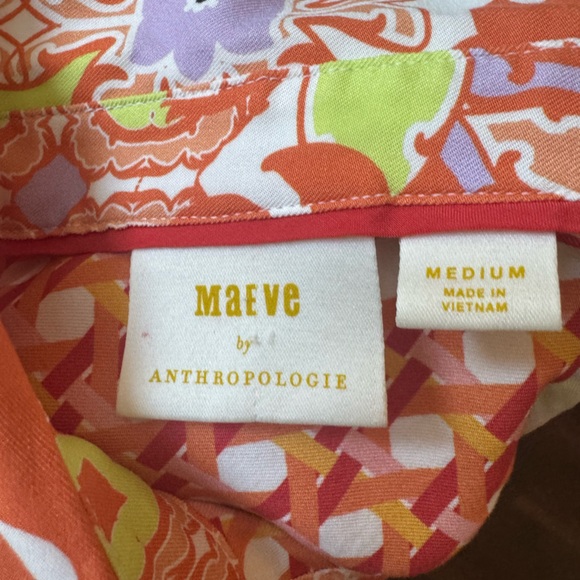 MaEve
by
ANTHROPOLOGIE
MEDIUM
MADE IN
VIETNAM